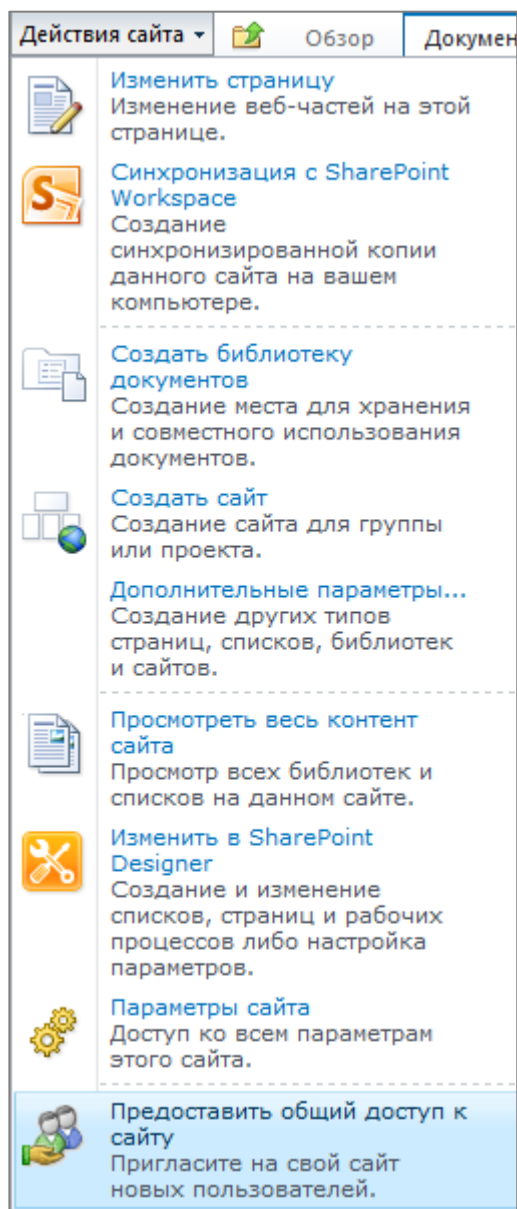 Действия сайта Обзор
Изменить страницу
Изменение веб-частей на этой
странице.
Синхронизация с SharePoint
Workspace
Создание
синхронизированной копии
данного сайта на вашем
компьютере.
Создать библиотеку
документов
Создание места для хранения
и совместного использования
документов.
Создать сайт
Создание сайта для группы
или проекта.
Дополнительные параметры...
Создание других типов
страниц, списков, библиотек
и сайтов.
Просмотреть весь контент
сайта
Просмотр всех библиотек и
списков на данном сайте.
Изменить в SharePoint
Designer
Создание и изменение
списков, страниц и рабочих
процессов либо настройка
параметров.
Параметры сайта
Доступ ко всем параметрам
этого сайта.
Предоставить общий доступ к
сайту
Пригласите на свой сайт
новых пользователей.